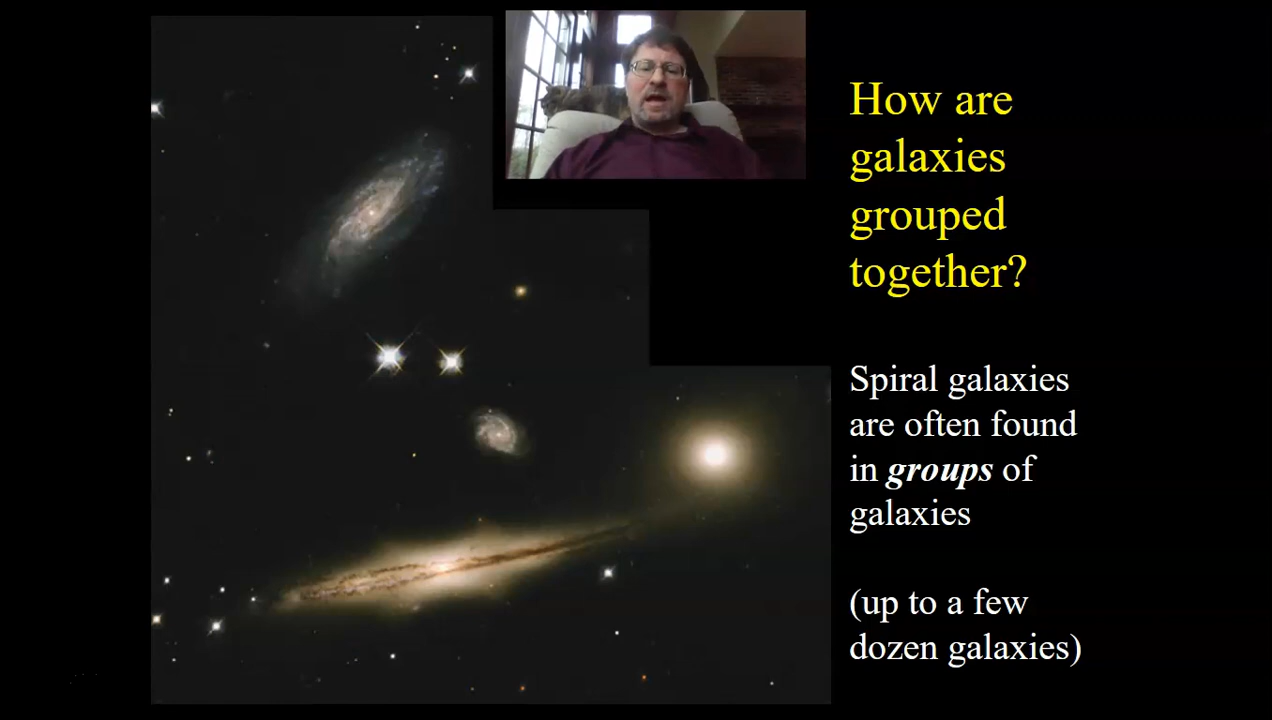 How are
galaxies
grouped
together?
Spiral galaxies
are often found
in groups of
galaxies
(up to a few
dozen galaxies)